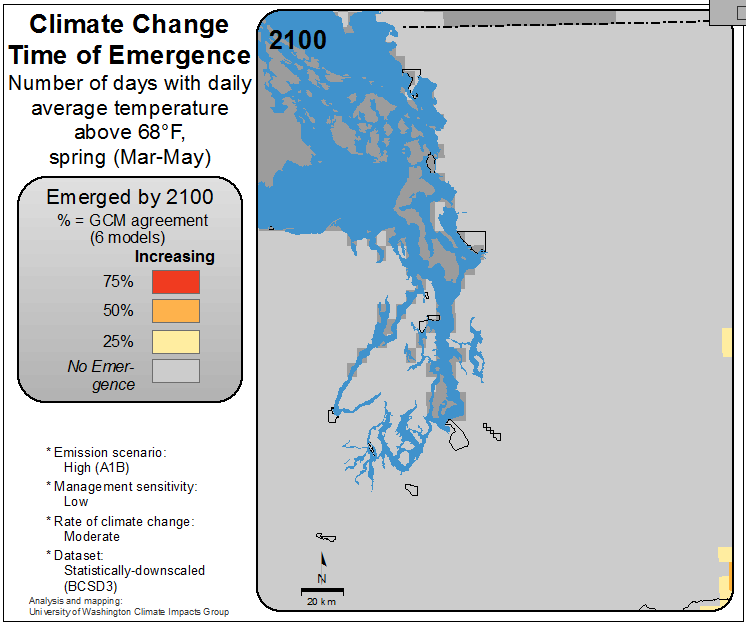 Climate Change
Time of Emergence
Number of days with daily
average temperature
above 68°F,
spring (Mar-May)
Emerged by 2100
% = GCM agreement
(6 models)
Increasing
75%
50%
25%
No Emer-
gence
* Emission scenario:
High (A1B)
* Management sensitivity:
Low
* Rate of climate change:
Moderate
* Dataset:
Statistically-downscaled
(BCSD3)
Analysis and mapping:
University of Washington Climate Impacts Group
2100
N
20 km